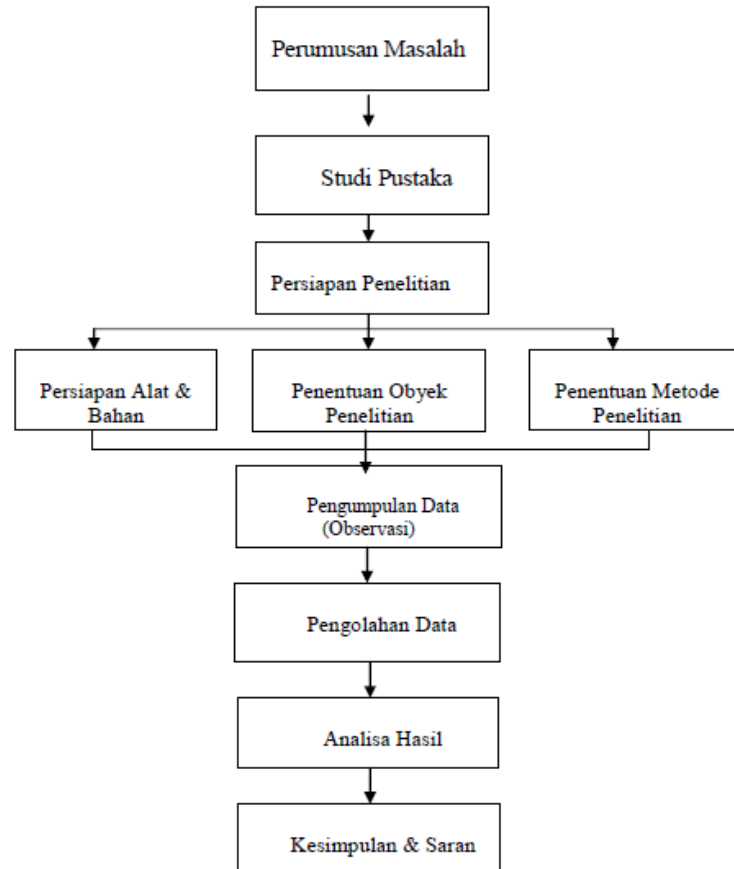 Perumusan Masalah
Studi Pustaka
Persiapan Penelitian
Persiapan Alat &
Bahan
Penentuan Obyek
Penelitian
Penentuan Metode
Penelitian
Pengumpulan Data
(Observasi)
Pengolahan Data
Analisa Hasil
Kesimpulan & Saran